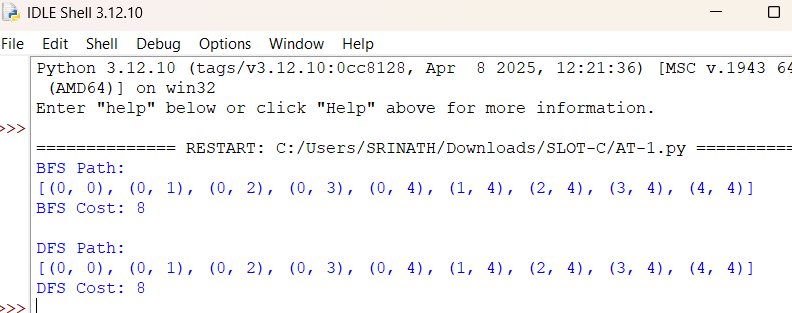 IDLE Shell 3.12.10
File Edit Shell Debug Options Window Help
Python 3.12.10 (tags/v3.12.10:0cc8128, Apr  8 2025, 12:21:36) [MSC v.1943 64
(AMD64)] on win32
Enter "help" below or click "Help" above for more information.
>>>
============== RESTART: C:/Users/SRINATH/Downloads/SLOT-C/AT-1.py ==========
BFS Path:
[(0, 0), (0, 1), (0, 2), (0, 3), (0, 4), (1, 4), (2, 4), (3, 4), (4, 4)]
BFS Cost: 8
DFS Path:
[(0, 0), (0, 1), (0, 2), (0, 3), (0, 4), (1, 4), (2, 4), (3, 4), (4, 4)]
DFS Cost: 8
>>>